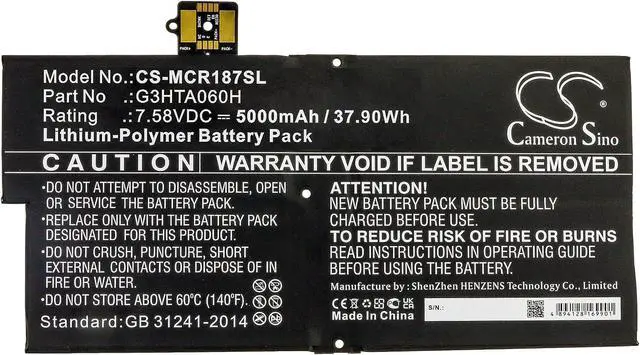 Model No.:CS-MCR187SL
Part No :G3HTA060H
Rating :7.58VDC ⎓ 5000mAh / 37.90Wh
Lithium-Polymer Battery Pack
CS
Cameron Sino
CAUTION WARRANTY VOID IF LABEL IS REMOVED
•DO NOT ATTEMPT TO DISASSEMBLE, OPEN
OR SERVICE THE BATTERY PACK.
•REPLACE ONLY WITH THE BATTERY PACK
DESIGNATED FOR THIS PRODUCT.
•DO NOT CRUSH, PUNCTURE, SHORT
EXTERNAL CONTACTS OR DISPOSE OF IN
FIRE OR WATER.
•DO NOT STORE ABOVE 60℃ (140℉).
Standard:GB 31241-2014
ATTENTION!
NEW BATTERY PACK MUST BE FULLY
CHARGED BEFORE USE.
TO REDUCE RISK OF FIRE OR BURNS
READ INSTRUCTIONS IN OPERATING GUIDE
BEFORE USING THE BATTERY.
Manufacture by : ShenZhen HENZENS Technology Co., Limited
Made in China
S/N.:
4 894128 169901